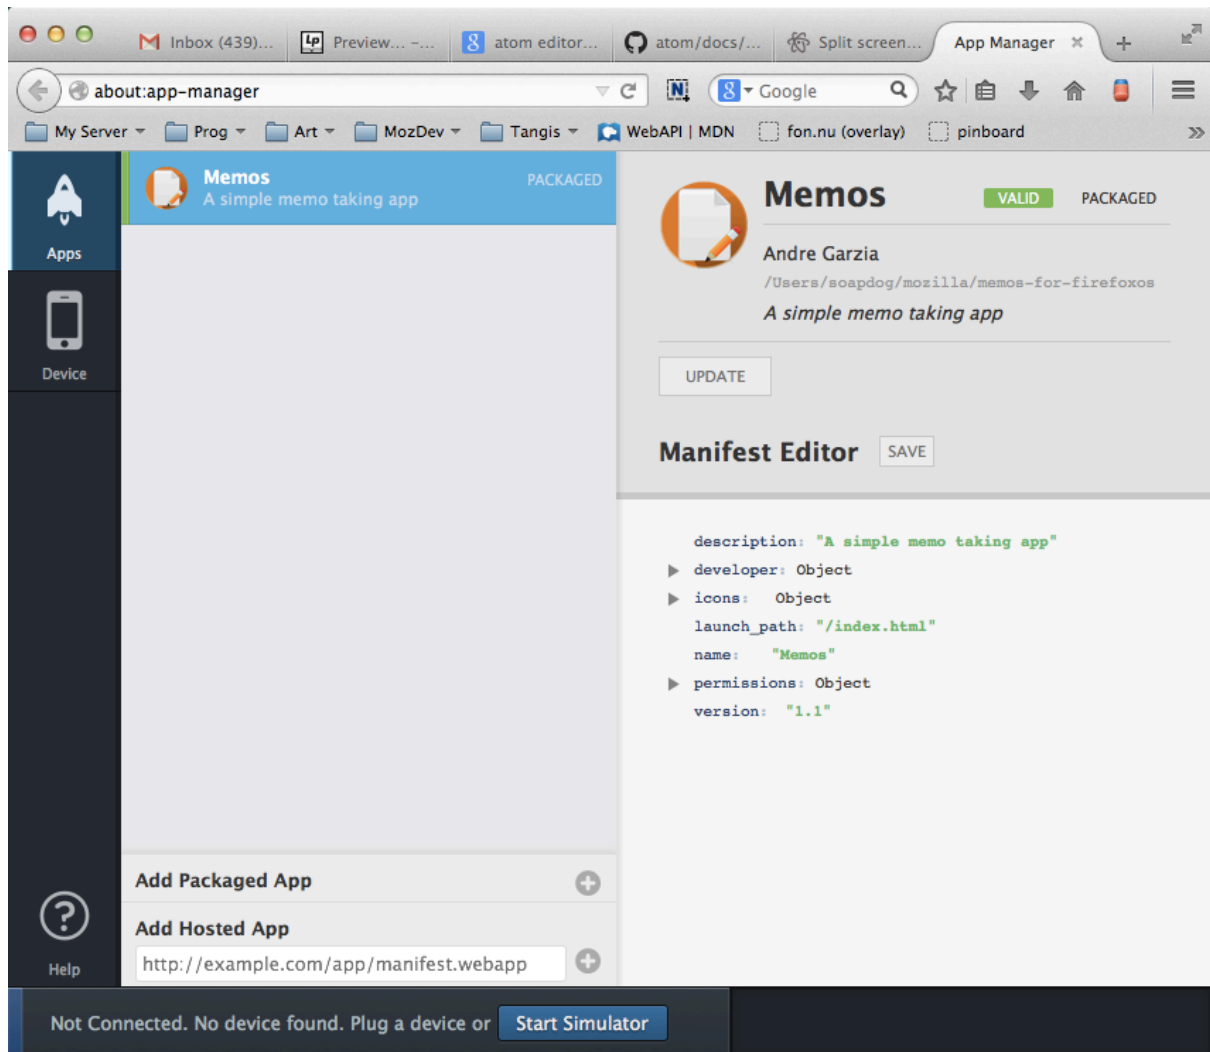 Inbox (439)... Lp Preview... –... 8 atom editor... atom/docs/... Split screen... App Manager
about:app-manager N 8 Google
My Server Prog Art MozDev Tangis WebAPI | MDN fon.nu (overlay) pinboard
Apps
Device
Help
Memos PACKAGED
A simple memo taking app
Add Packaged App
Add Hosted App
http://example.com/app/manifest.webapp
Memos VALID PACKAGED
Andre Garzia
/Users/soapdog/mozilla/memos-for-firefoxos
A simple memo taking app
UPDATE
Manifest Editor SAVE
description: "A simple memo taking app"
developer: Object
icons: Object
launch_path: "/index.html"
name: "Memos"
permissions: Object
version: "1.1"
Not Connected. No device found. Plug a device or Start Simulator